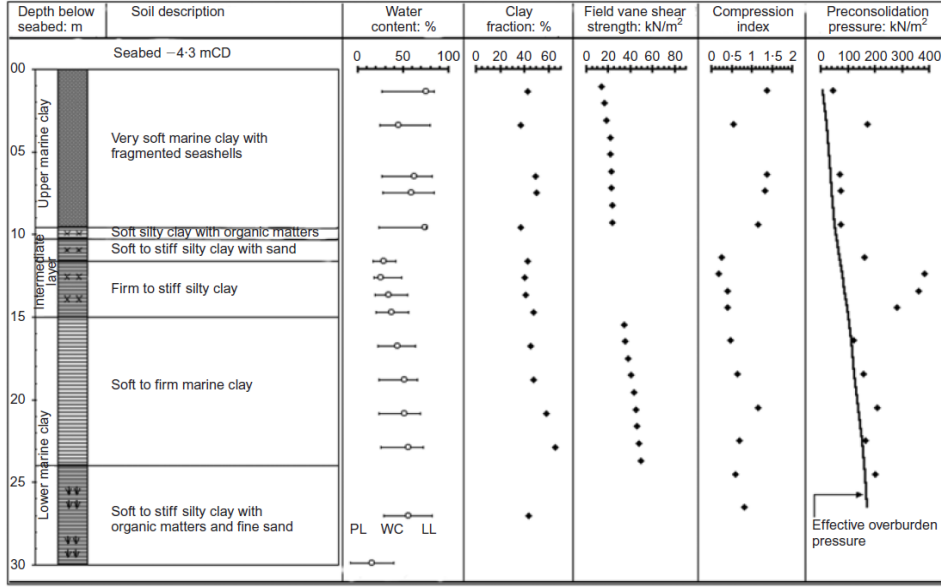 Depth below
seabed: m
Soil description
Water
content: %
Clay
fraction: %
Field vane shear
strength: kN/m²
Compression
index
Preconsolidation
pressure: kN/m²
Seabed −4·3 mCD
0 50 100
0 20 40 60
0 20 40 60 80
0 0·5 1 1·5 2
0 100 200 300 400
00
05
10
15
20
25
30
Upper marine clay
Intermediate
layer
Lower marine clay
Very soft marine clay with
fragmented seashells
Soft silty clay with organic matters
Soft to stiff silty clay with sand
Firm to stiff silty clay
Soft to firm marine clay
Soft to stiff silty clay with
organic matters and fine sand
PL WC LL
Effective overburden
pressure